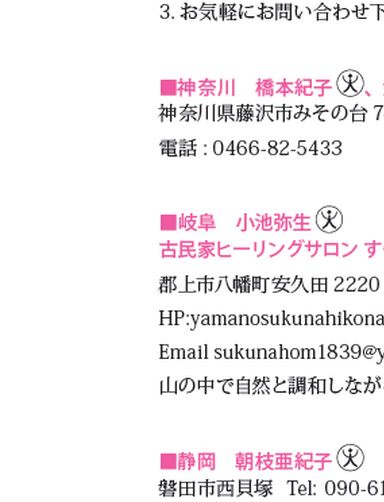 3. お気軽にお問い合わせ下
■神奈川　橋本紀子、
神奈川県藤沢市みその台 7
電話 : 0466-82-5433
■岐阜　小池弥生
古民家ヒーリングサロン す
郡上市八幡町安久田 2220
HP:yamanosukunahikona
Email sukunahom1839@y
山の中で自然と調和しなが
■静岡　朝枝亜紀子
磐田市西貝塚　Tel: 090-61